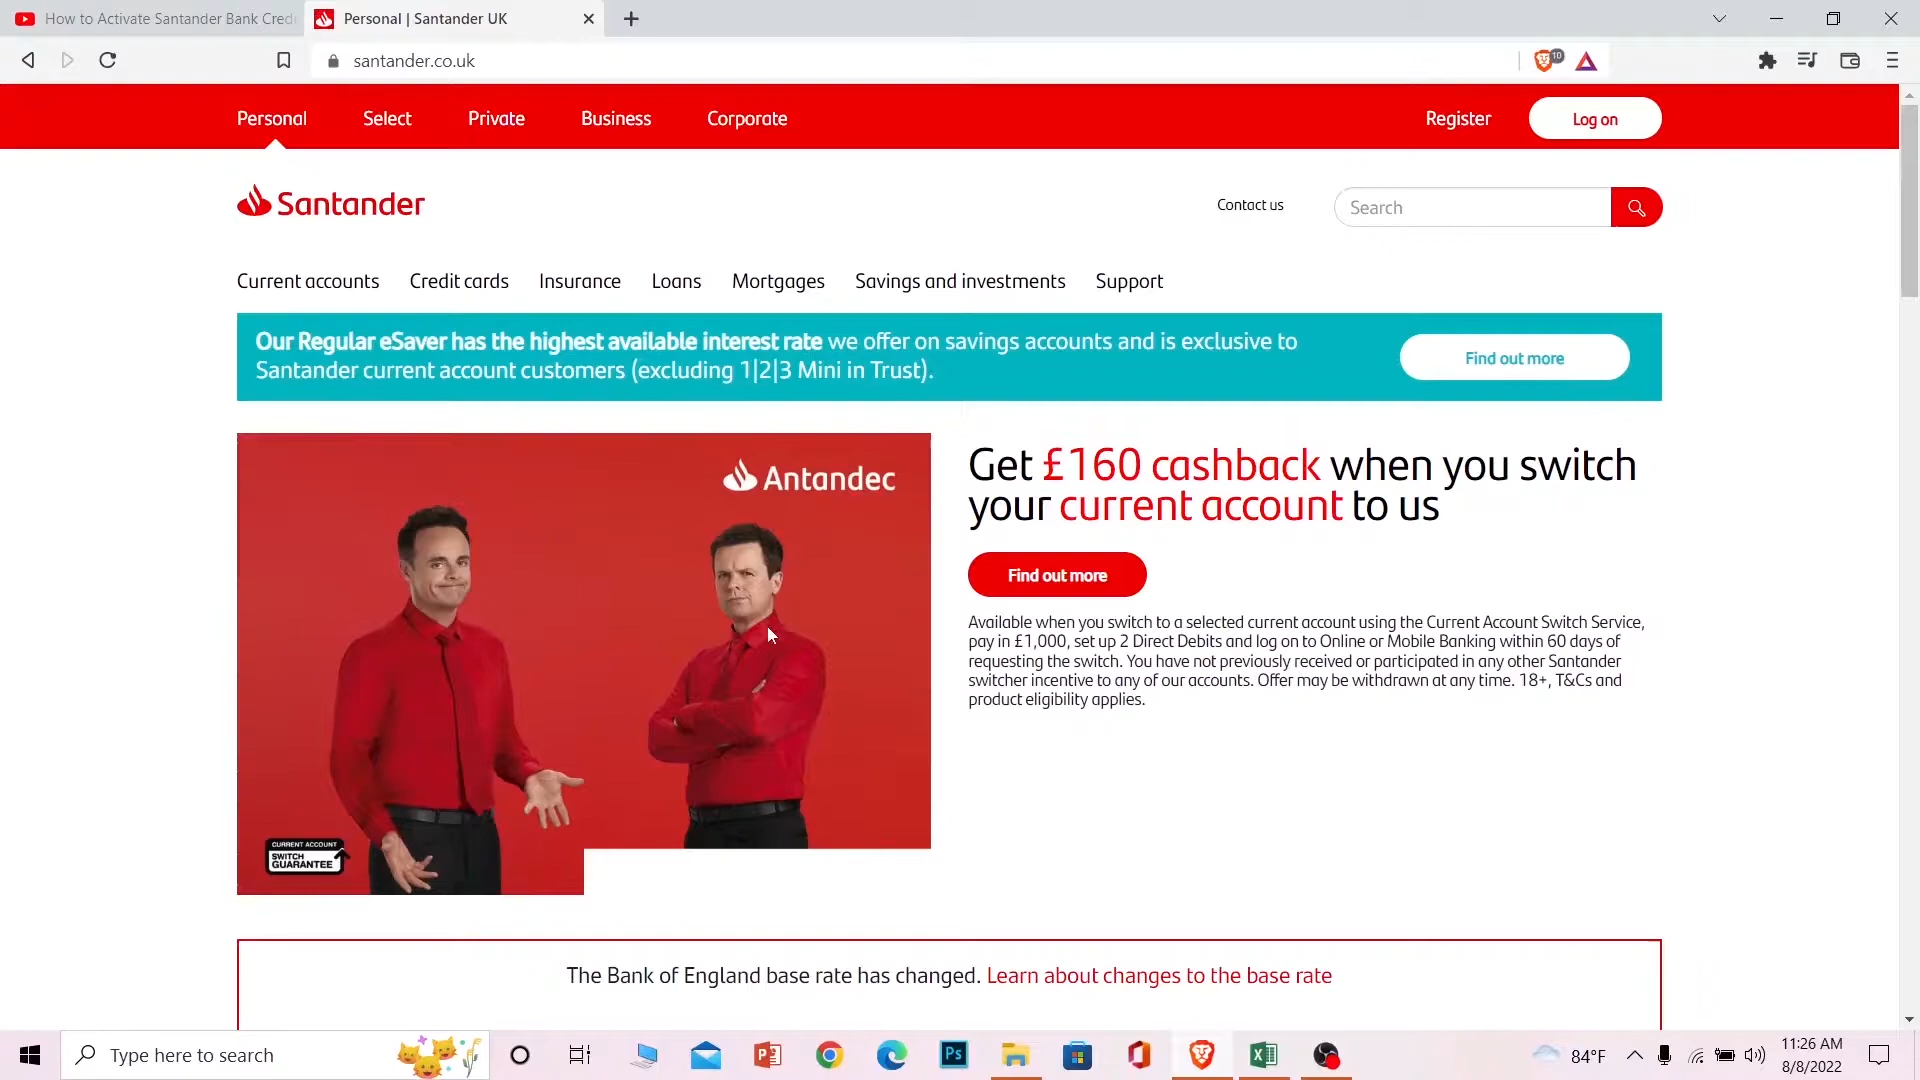 How to Activate Santander Bank Cred
Personal | Santander UK
santander.co.uk
10
Personal
Select
Private
Business
Corporate
Register
Log on
Santander
Contact us
Search
Current accounts
Credit cards
Insurance
Loans
Mortgages
Savings and investments
Support
Our Regular eSaver has the highest available interest rate we offer on savings accounts and is exclusive to
Santander current account customers (excluding 1|2|3 Mini in Trust).
Find out more
Antandec
CURRENT ACCOUNT
SWITCH
GUARANTEE
Get £160 cashback when you switch
your current account to us
Find out more
Available when you switch to a selected current account using the Current Account Switch Service,
pay in £1,000, set up 2 Direct Debits and log on to Online or Mobile Banking within 60 days of
requesting the switch. You have not previously received or participated in any other Santander
switcher incentive to any of our accounts. Offer may be withdrawn at any time. 18+, T&Cs and
product eligibility applies.
The Bank of England base rate has changed. Learn about changes to the base rate
Type here to search
Ps
84°F
11:26 AM
8/8/2022